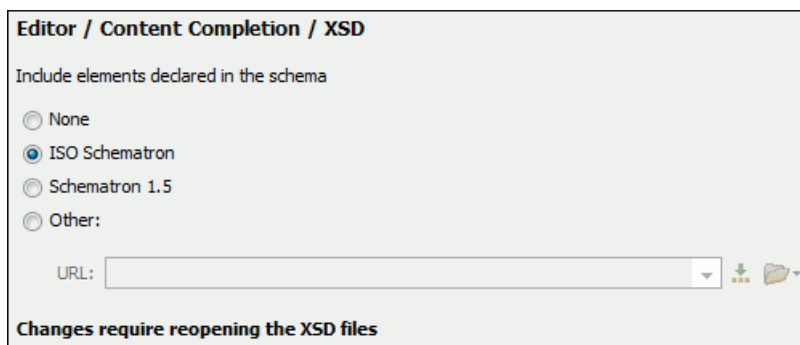 Editor / Content Completion / XSD
Include elements declared in the schema
None
ISO Schematron
Schematron 1.5
Other:
URL:
Changes require reopening the XSD files